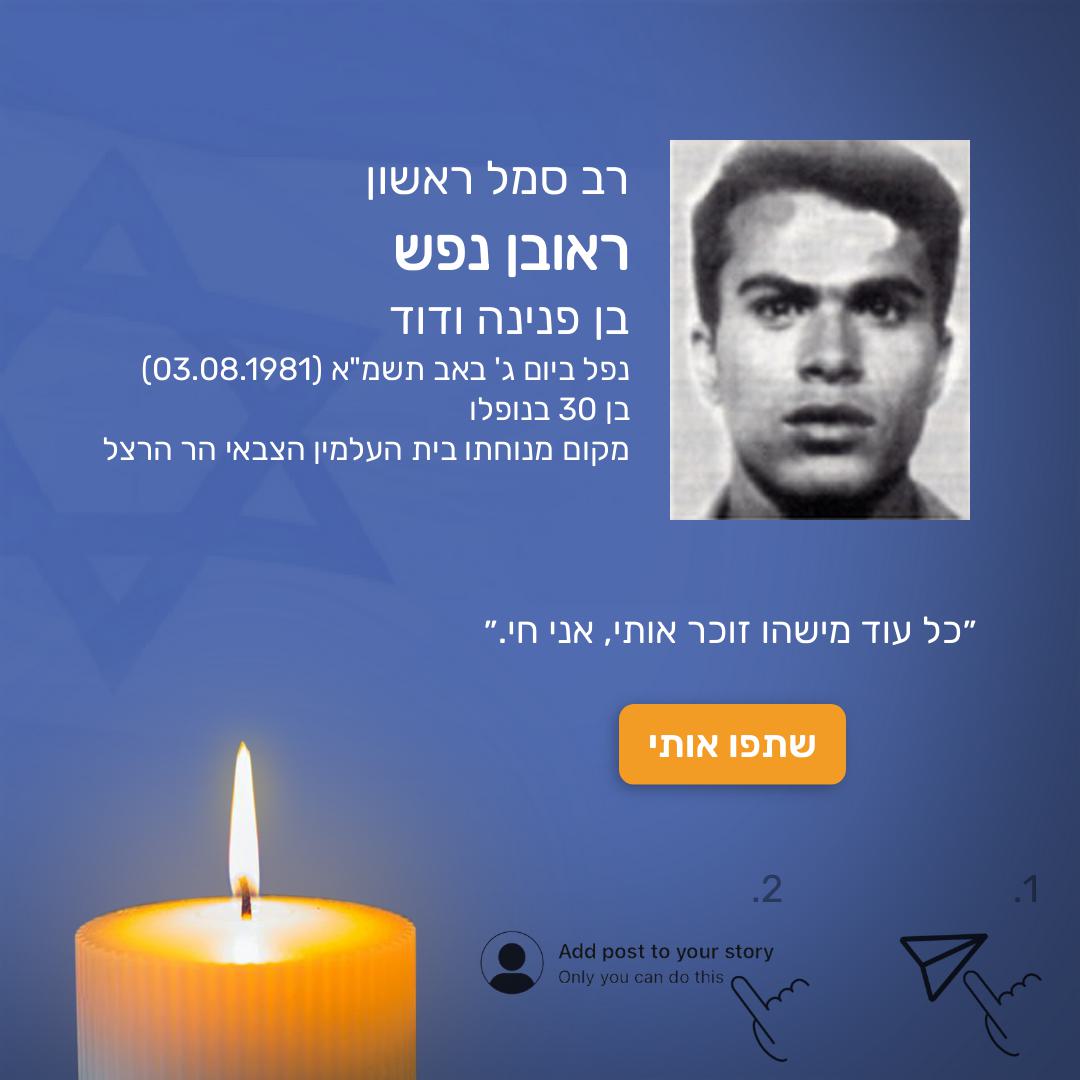 רב סמל ראשון
ראובן נפש
בן פנינה ודוד
נפל ביום ג' באב תשמ"א (03.08.1981)
בן 30 בנופלו
מקום מנוחתו בית העלמין הצבאי הר הרצל
״כל עוד מישהו זוכר אותי, אני חי.״
שתפו אותי
.1
.2
Add post to your story
Only you can do this